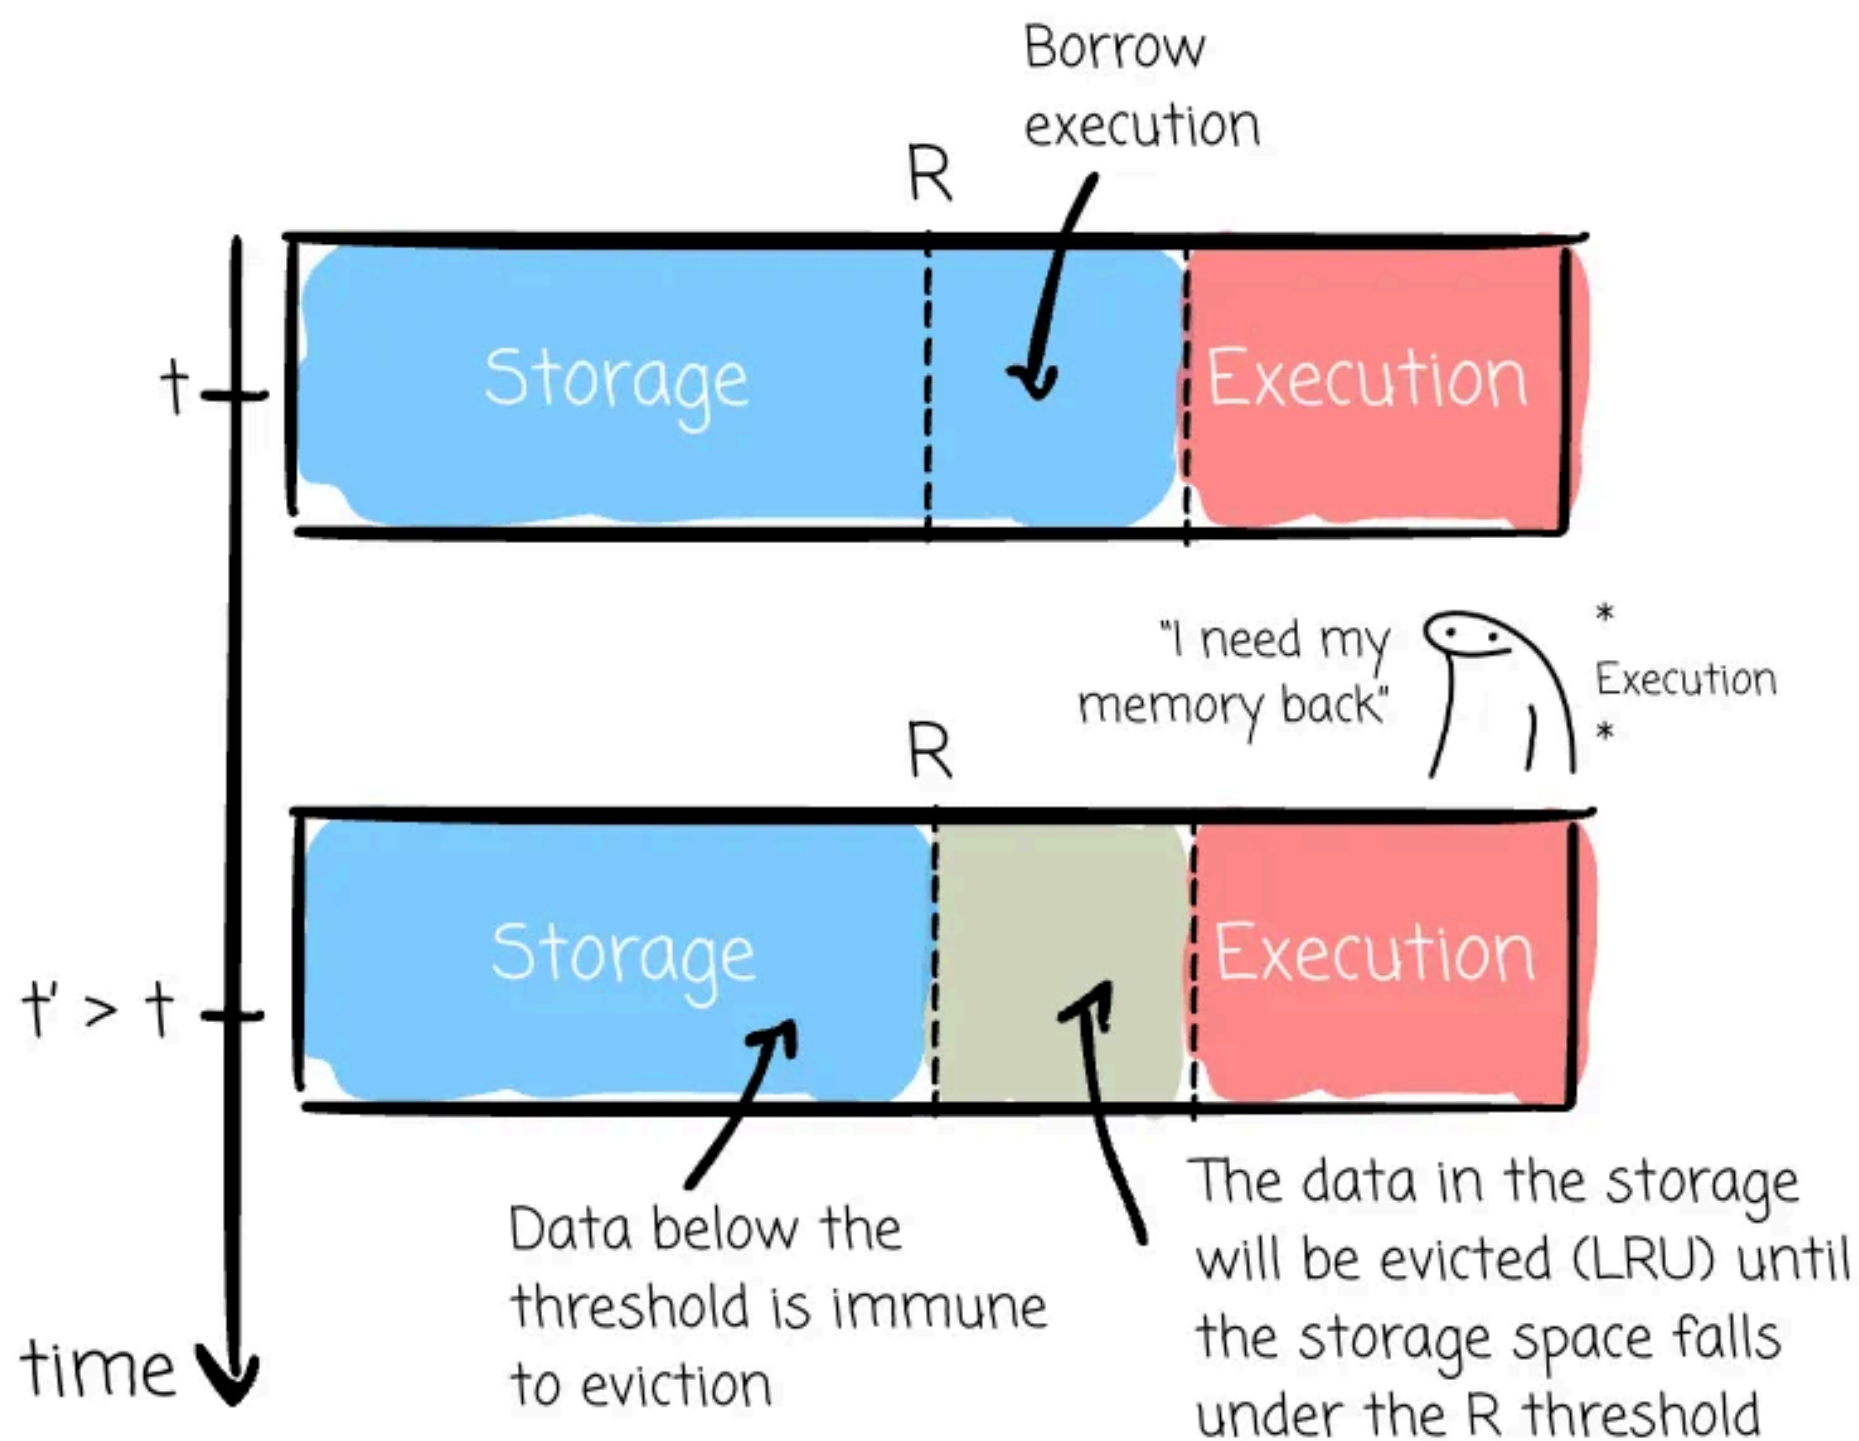 Borrow
execution
R
Storage
Execution
t
"I need my
memory back"
*
Execution
*
R
Storage
Execution
t' > t
Data below the
threshold is immune
to eviction
The data in the storage
will be evicted (LRU) until
the storage space falls
under the R threshold
time